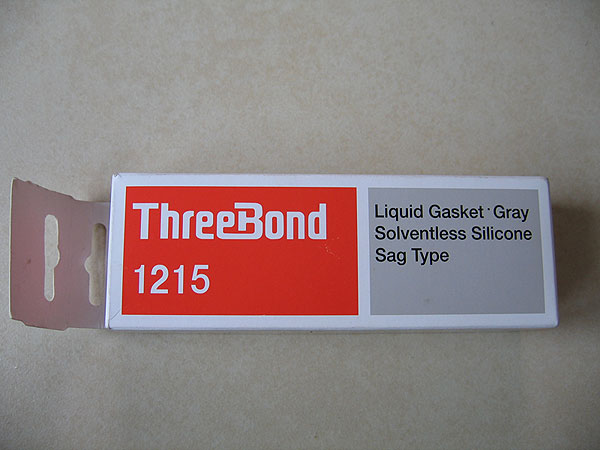 ThreeBond
1215
Liquid Gasket · Gray
Solventless Silicone
Sag Type